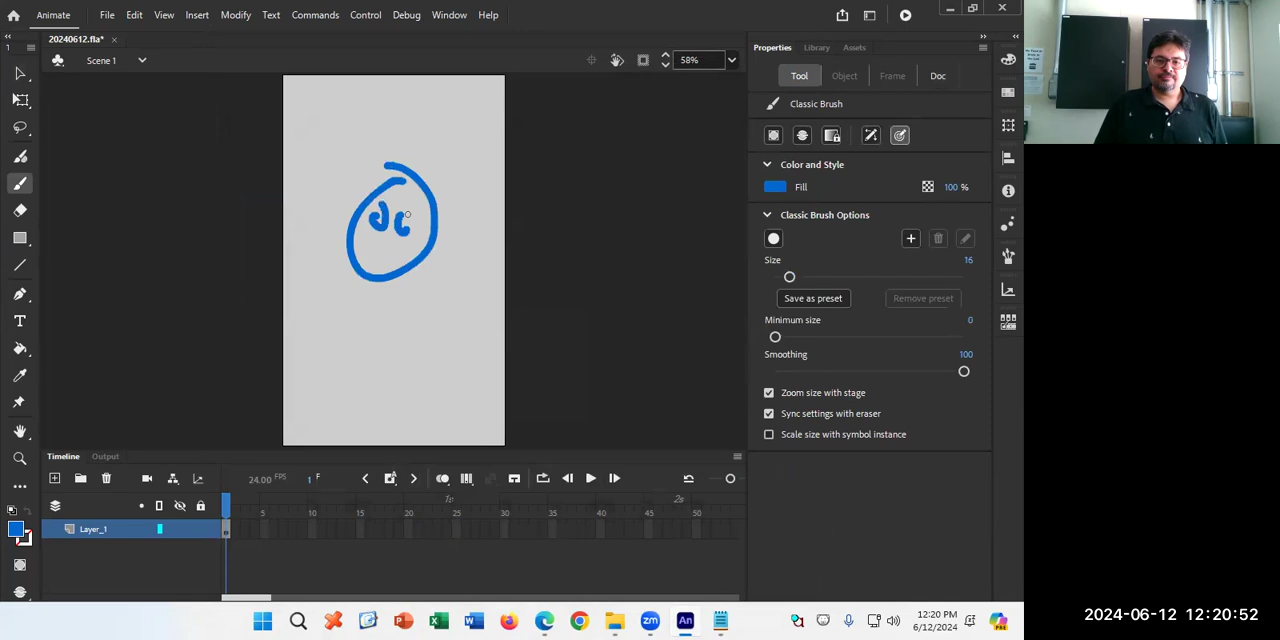 Animate File Edit View Insert Modify Text Commands Control Debug Window Help
20240612.fla* ×
Scene 1 58%
Properties Library Assets
Tool Object Frame Doc
Classic Brush
Color and Style
Fill 100 %
Classic Brush Options
Size 16
Save as preset Remove preset
Minimum size 0
Smoothing 100
Zoom size with stage
Sync settings with eraser
Scale size with symbol instance
Timeline Output
24.00 FPS 1 F
1s 2s
5 10 15 20 25 30 35 40 45 50
Layer_1
12:20 PM
6/12/2024
2024-06-12 12:20:52